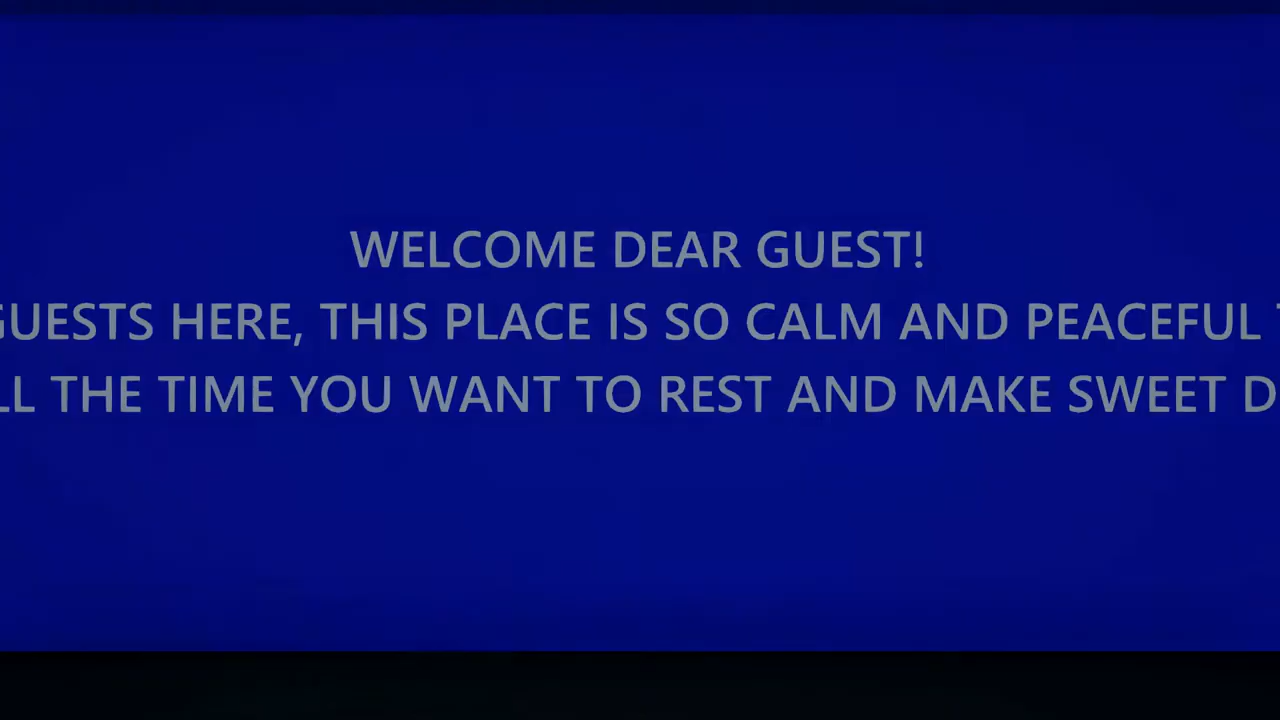 WELCOME DEAR GUEST!
GUESTS HERE, THIS PLACE IS SO CALM AND PEACEFUL
THE TIME YOU WANT TO REST AND MAKE SWEET